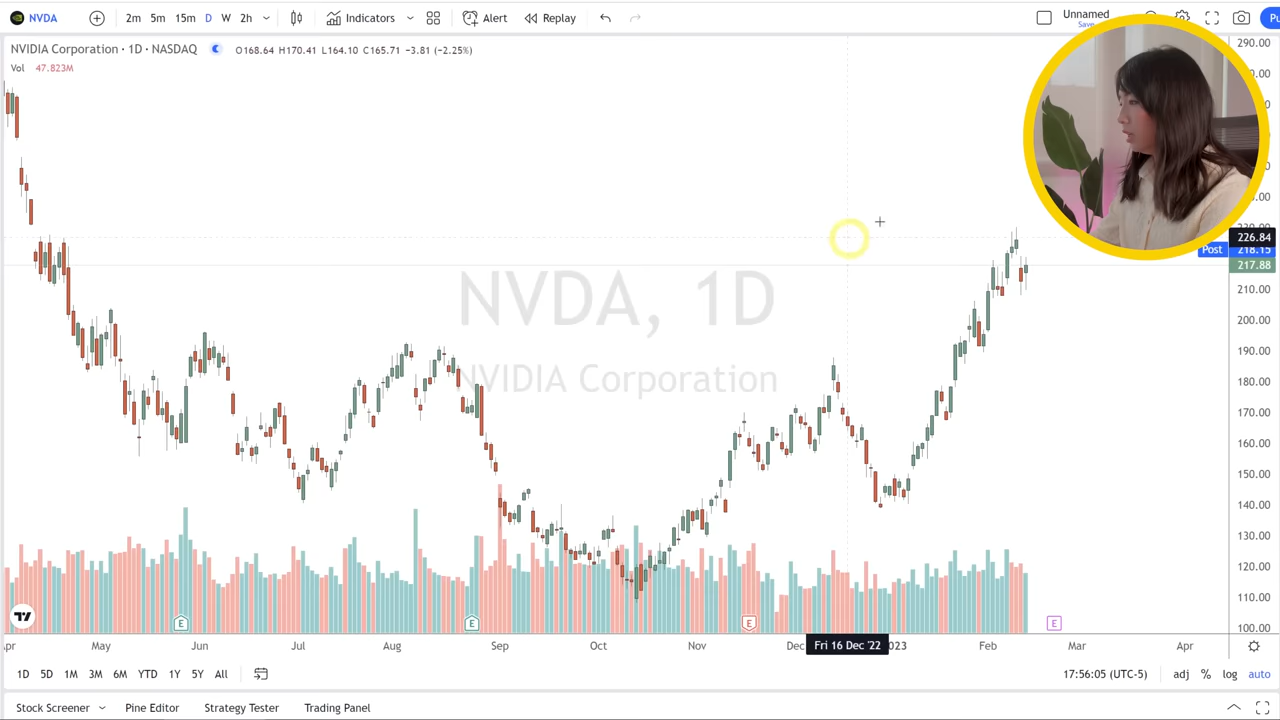 NVDA 2m 5m 15m D W 2h Indicators Alert Replay Unnamed
Save
NVIDIA Corporation · 1D · NASDAQ O168.64 H170.41 L164.10 C165.71 −3.81 (−2.25%)
Vol 47.823M
290.00
226.84
Post 218.15
217.88
210.00
200.00
190.00
180.00
170.00
160.00
150.00
140.00
130.00
120.00
110.00
100.00
NVDA, 1D
NVIDIA Corporation
E E E E
May Jun Jul Aug Sep Oct Nov Dec Fri 16 Dec '22 Feb Mar Apr
1D 5D 1M 3M 6M YTD 1Y 5Y All 17:56:05 (UTC-5) adj % log auto
Stock Screener Pine Editor Strategy Tester Trading Panel